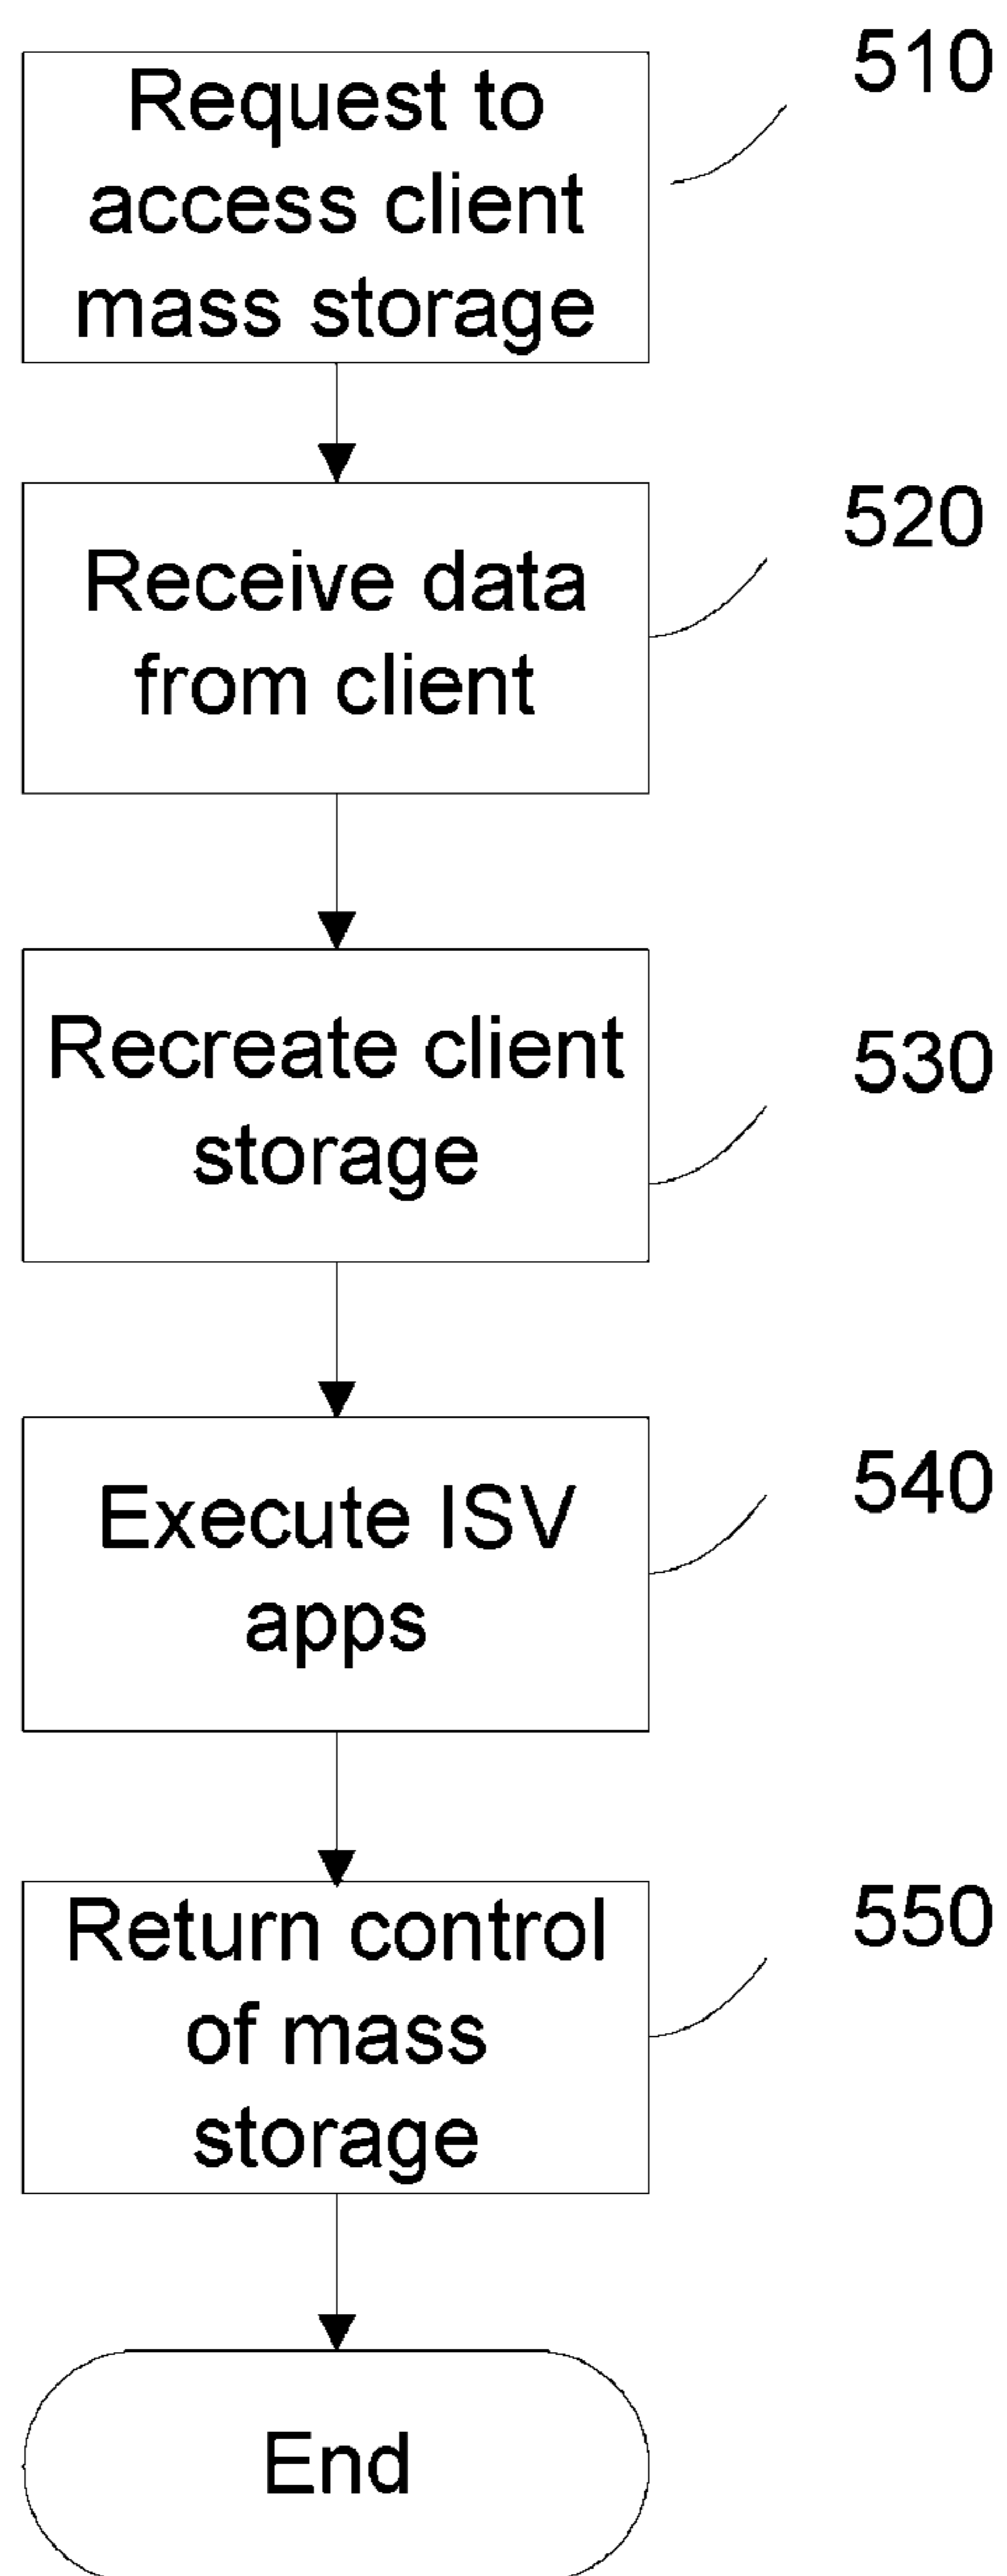 510
Request to
access client
mass storage
520
Receive data
from client
530
Recreate client
storage
540
Execute ISV
apps
550
Return control
of mass
storage
End